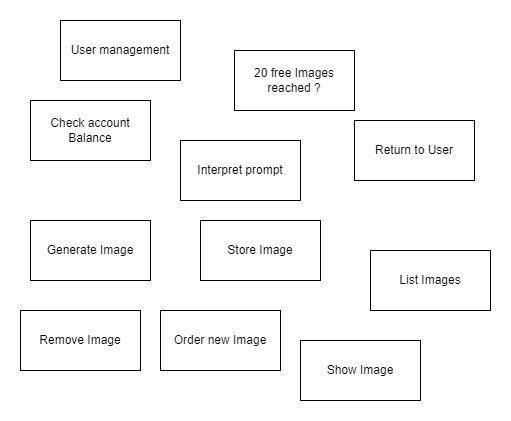 User management
20 free Images
reached ?
Check account
Balance
Return to User
Interpret prompt
Generate Image
Store Image
List Images
Remove Image
Order new Image
Show Image